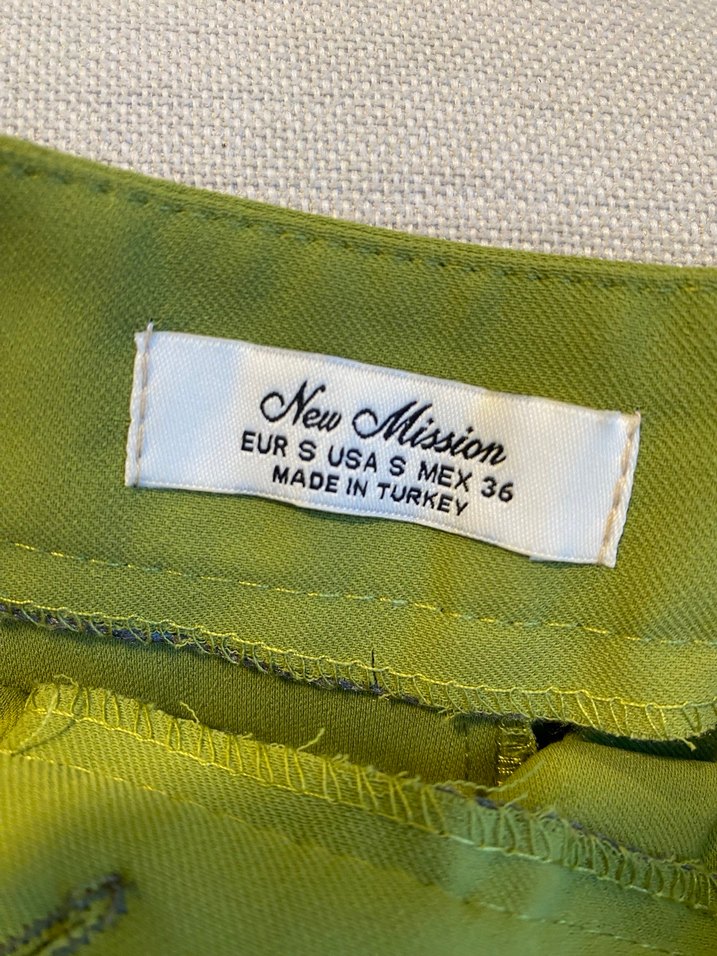 New Mission
EUR S USA S MEX 36
MADE IN TURKEY